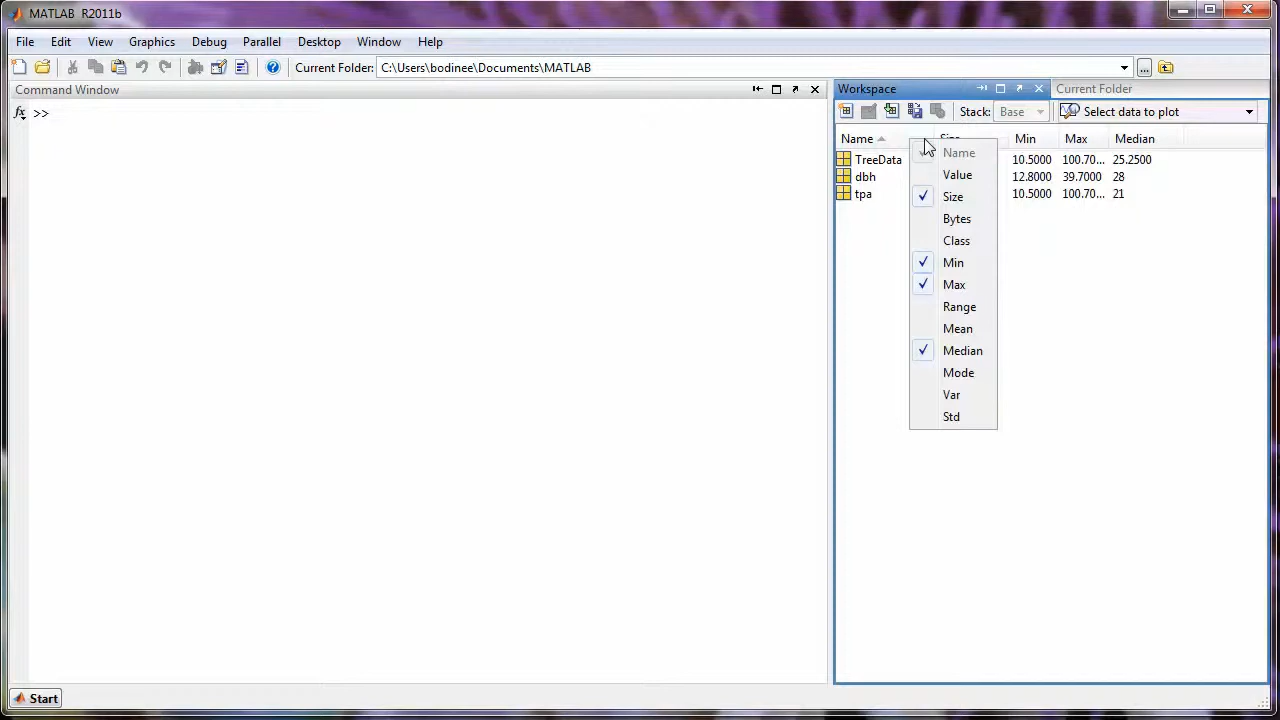 MATLAB R2011b
File Edit View Graphics Debug Parallel Desktop Window Help
Current Folder: C:\Users\bodinee\Documents\MATLAB ...
Command Window
fx >>
Workspace Current Folder
Stack: Base Select data to plot
Name Size Min Max Median
TreeData 10.5000 100.70... 25.2500
dbh 12.8000 39.7000 28
tpa 10.5000 100.70... 21
Name
Value
Size
Bytes
Class
Min
Max
Range
Mean
Median
Mode
Var
Std
Start